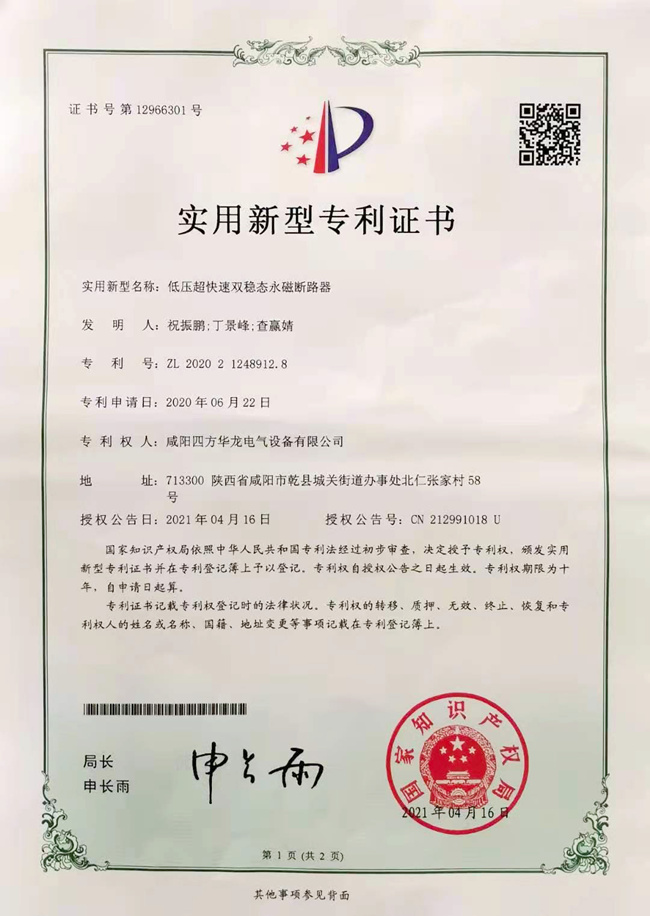 证书号第12966301号
实用新型专利证书
实用新型名称：低压超快速双稳态永磁断路器
发明人：祝振鹏;丁景峰;查赢婧
专利号：ZL 2020 2 1248912.8
专利申请日：2020年06月22日
专利权人：咸阳四方华龙电气设备有限公司
地址：713300 陕西省咸阳市乾县城关街道办事处北仁张家村58
号
授权公告日：2021年04月16日 授权公告号：CN 212991018 U
国家知识产权局依照中华人民共和国专利法经过初步审查，决定授予专利权，颁发实用
新型专利证书并在专利登记簿上予以登记。专利权自授权公告之日起生效。专利权期限为十
年，自申请日起算。
专利证书记载专利权登记时的法律状况。专利权的转移、质押、无效、终止、恢复和专
利权人的姓名或名称、国籍、地址变更等事项记载在专利登记簿上。
局长
申长雨
申长雨
国家知识产权局
2021年04月16日
第1页(共2页)
其他事项参见背面